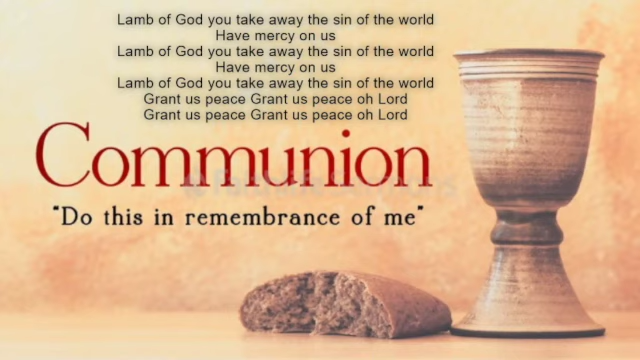 Lamb of God you take away the sin of the world
Have mercy on us
Lamb of God you take away the sin of the world
Have mercy on us
Lamb of God you take away the sin of the world
Grant us peace Grant us peace oh Lord
Grant us peace Grant us peace oh Lord
Communion
"Do this in remembrance of me"